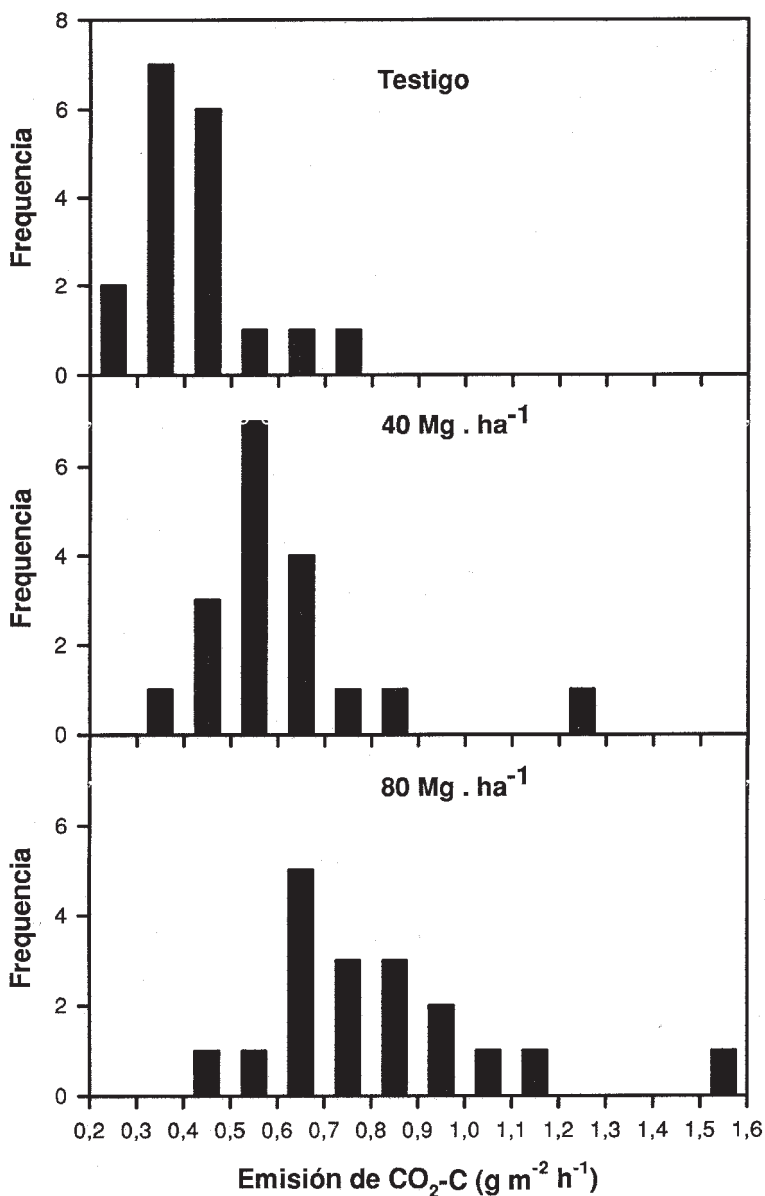 8
Testigo
6
4
2
0
Frequencia
40 Mg . ha⁻¹
6
4
2
0
Frequencia
80 Mg . ha⁻¹
6
4
2
0
Frequencia
0,2 0,3 0,4 0,5 0,6 0,7 0,8 0,9 1,0 1,1 1,2 1,3 1,4 1,5 1,6
Emisión de CO₂-C (g m⁻² h⁻¹)